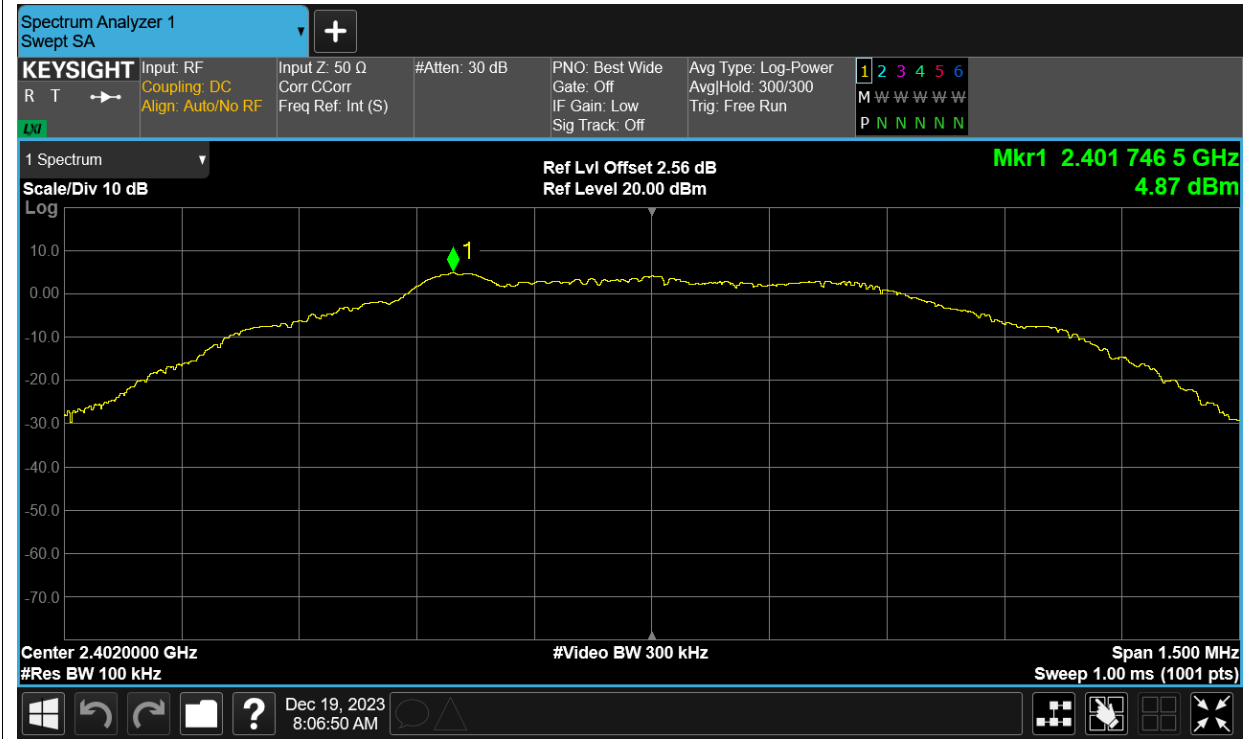 Spectrum Analyzer 1
Swept SA
KEYSIGHT
R T
LXI
Input: RF
Coupling: DC
Align: Auto/No RF
Input Z: 50 Ω
Corr CCorr
Freq Ref: Int (S)
#Atten: 30 dB
PNO: Best Wide
Gate: Off
IF Gain: Low
Sig Track: Off
Avg Type: Log-Power
Avg|Hold: 300/300
Trig: Free Run
1 2 3 4 5 6
M W W W W W
P N N N N N
1 Spectrum
Scale/Div 10 dB
Log
Ref Lvl Offset 2.56 dB
Ref Level 20.00 dBm
Mkr1 2.401 746 5 GHz
4.87 dBm
1
10.0
0.00
-10.0
-20.0
-30.0
-40.0
-50.0
-60.0
-70.0
Center 2.4020000 GHz
#Res BW 100 kHz
#Video BW 300 kHz
Span 1.500 MHz
Sweep 1.00 ms (1001 pts)
?
Dec 19, 2023
8:06:50 AM